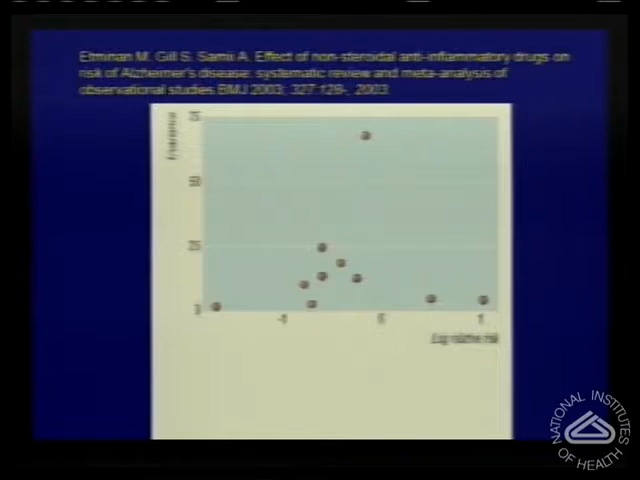 Etminan M. Gill S. Samii A. Effect of non-steroidal anti-inflammatory drugs on
risk of Alzheimer's disease: systematic review and meta-analysis of
observational studies BMJ 2003; 327:128-, 2003
75
50
25
0
-1
0
1
Log relative risk
NATIONAL INSTITUTES
OF HEALTH